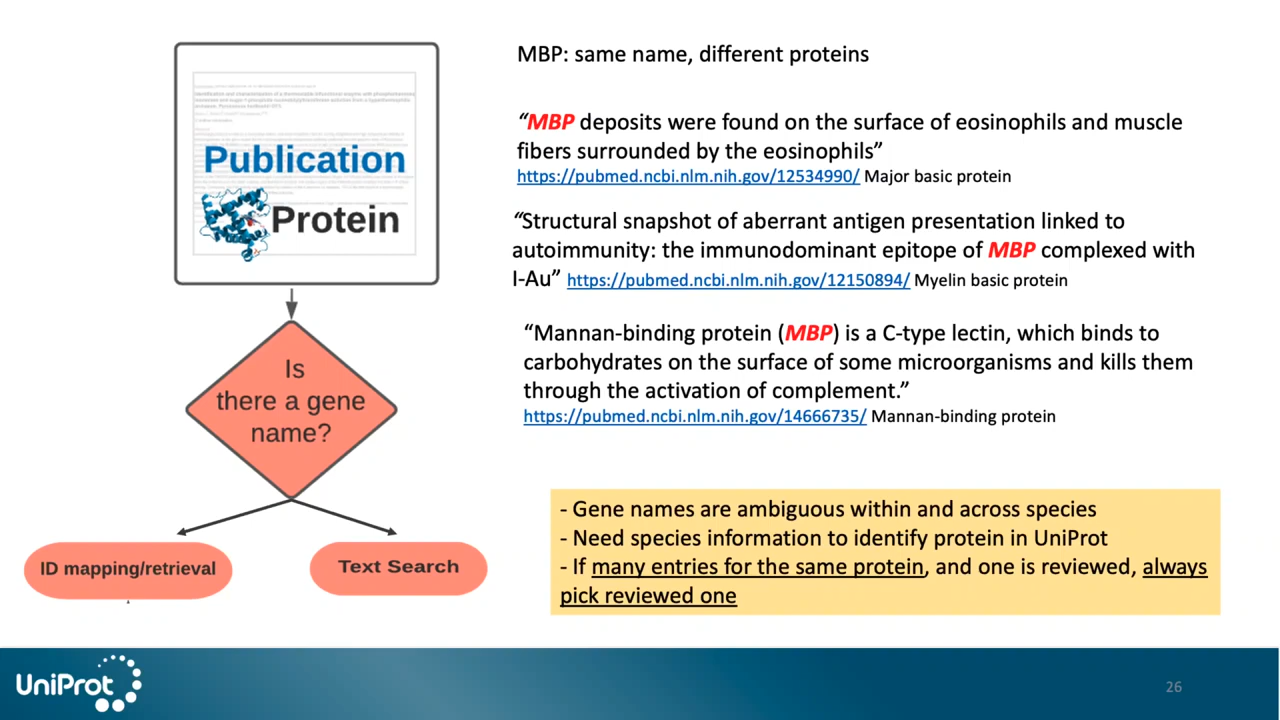 Publication
Protein
Is
there a gene
name?
ID mapping/retrieval
Text Search
MBP: same name, different proteins
“MBP deposits were found on the surface of eosinophils and muscle
fibers surrounded by the eosinophils”
https://pubmed.ncbi.nlm.nih.gov/12534990/ Major basic protein
“Structural snapshot of aberrant antigen presentation linked to
autoimmunity: the immunodominant epitope of MBP complexed with
I-Au” https://pubmed.ncbi.nlm.nih.gov/12150894/ Myelin basic protein
“Mannan-binding protein (MBP) is a C-type lectin, which binds to
carbohydrates on the surface of some microorganisms and kills them
through the activation of complement.”
https://pubmed.ncbi.nlm.nih.gov/14666735/ Mannan-binding protein
- Gene names are ambiguous within and across species
- Need species information to identify protein in UniProt
- If many entries for the same protein, and one is reviewed, always
pick reviewed one
UniProt
26